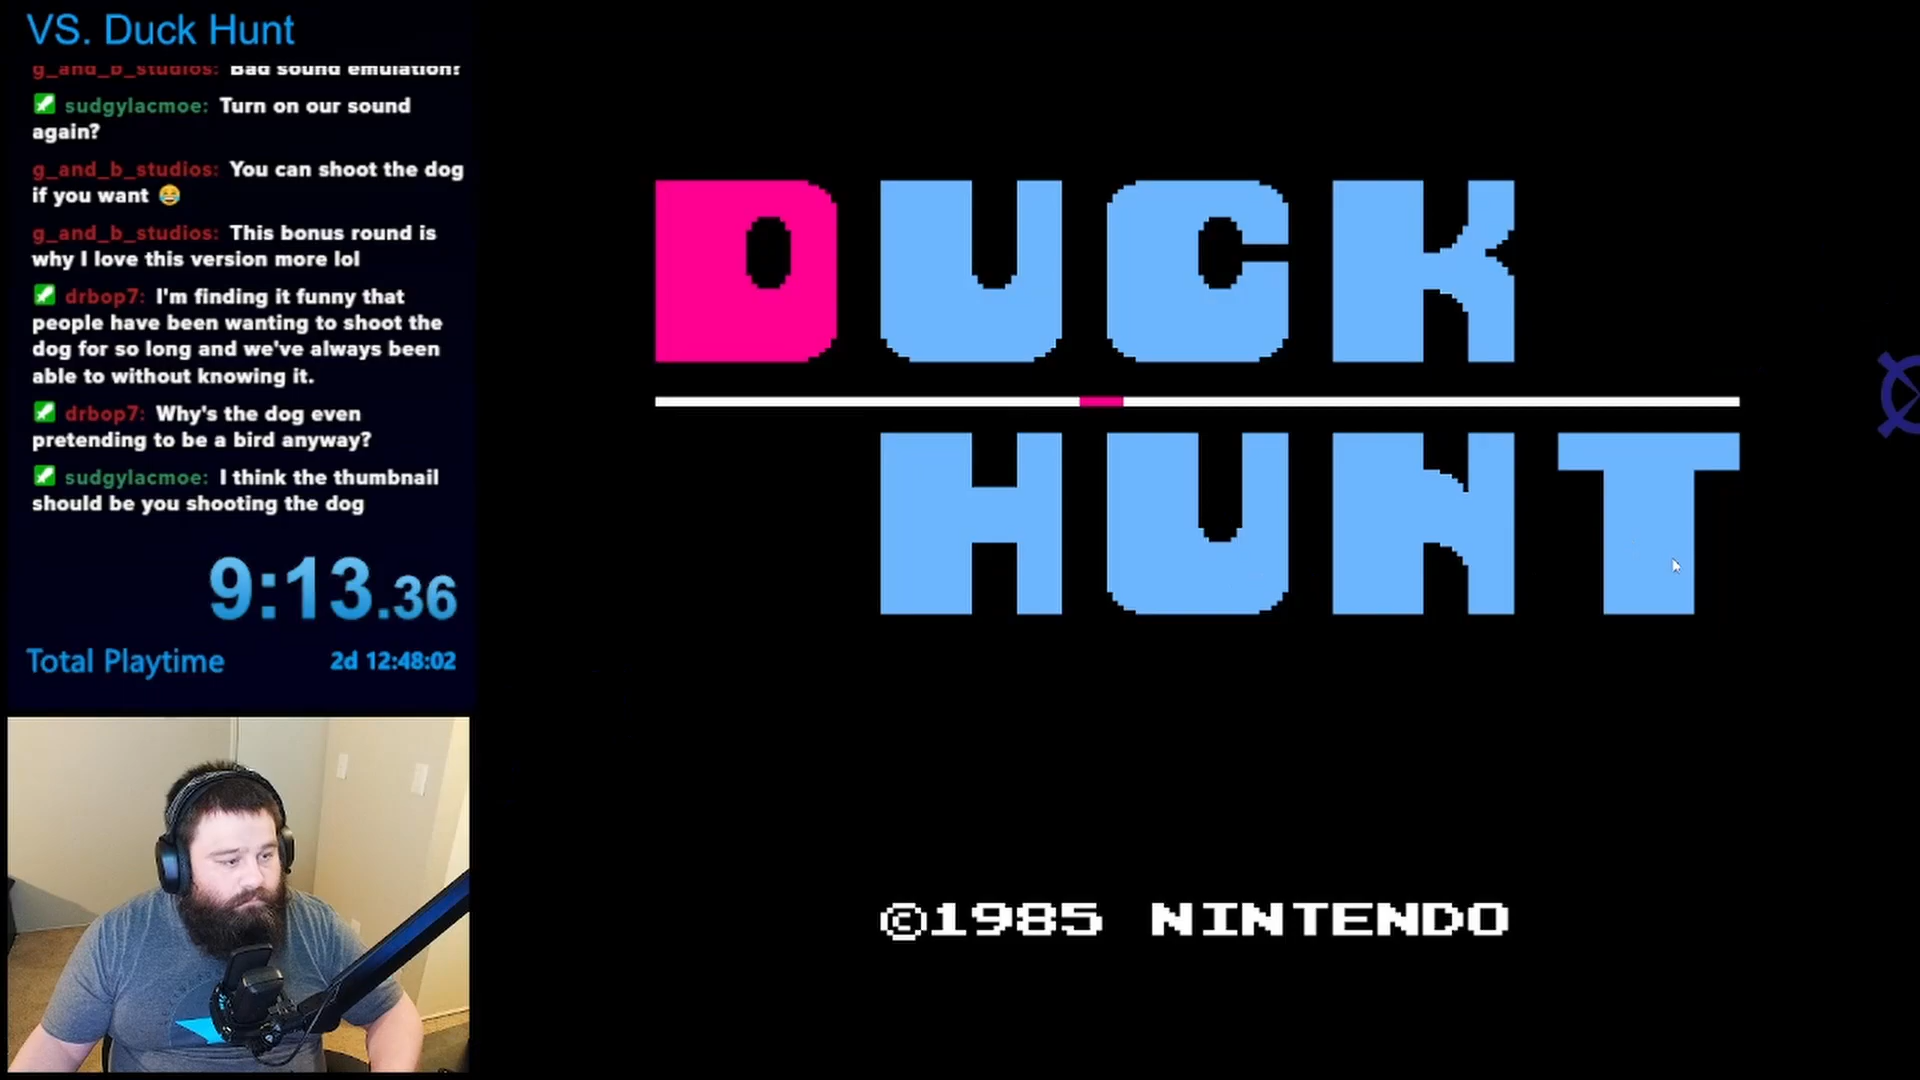 VS. Duck Hunt
g_and_b_studios: Bad sound emulation?
sudgylacmoe: Turn on our sound
again?
g_and_b_studios: You can shoot the dog
if you want 😂
g_and_b_studios: This bonus round is
why I love this version more lol
drbop7: I'm finding it funny that
people have been wanting to shoot the
dog for so long and we've always been
able to without knowing it.
drbop7: Why's the dog even
pretending to be a bird anyway?
sudgylacmoe: I think the thumbnail
should be you shooting the dog
9:13.36
Total Playtime 2d 12:48:02
DUCK
HUNT
©1985 NINTENDO